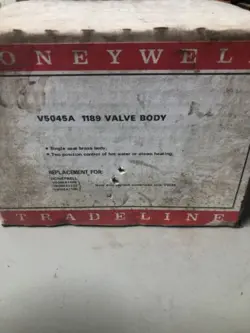 ONEYWEL
V5045A 1189 VALVE BODY
• Single seat brass body.
• Two-position control of hot water or steam heating.
REPLACEMENT FOR:
HONEYWELL
TRADELINE